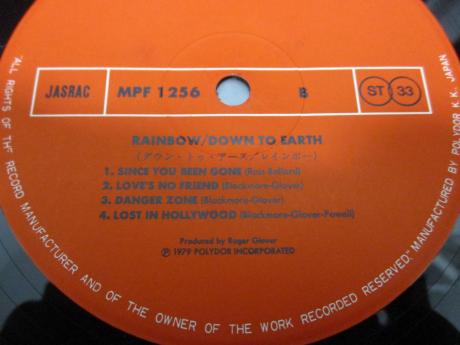 JASRAC MPF 1256 B ST 33
RAINBOW/DOWN TO EARTH
(ダウン・トゥ・アース/レインボー)
1. SINCE YOU BEEN GONE (Russ-Ballard)
2. LOVE'S NO FRIEND (Blackmore-Glover)
3. DANGER ZONE (Blackmore-Glover)
4. LOST IN HOLLYWOOD (Blackmore-Glover-Powell)
Produced by Roger Glover
Ⓟ 1979 POLYDOR INCORPORATED
"ALL RIGHTS OF THE RECORD MANUFACTURER AND OF THE OWNER OF THE WORK RECORDED RESERVED. MANUFACTURED BY POLYDOR K.K. JAPAN